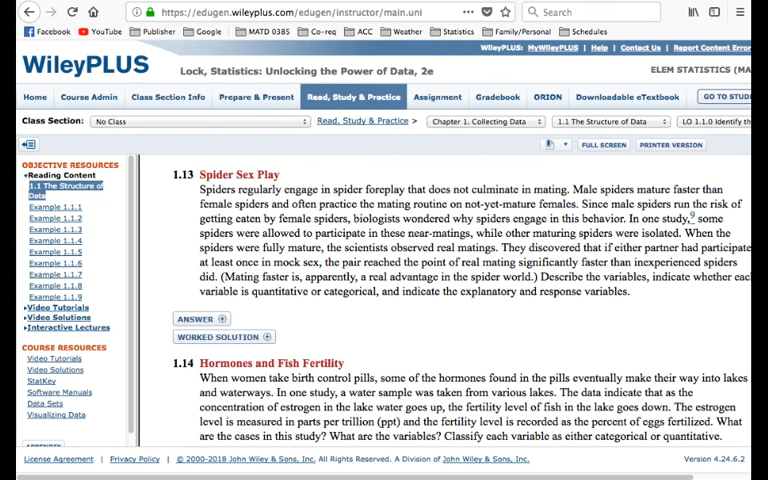 https://edugen.wileyplus.com/edugen/instructor/main.uni
Search
Facebook YouTube Publisher Google MATD 0385 Co-req ACC Weather Statistics Family/Friends Publishing Schedules
WileyPLUS: MyWileyPLUS | Help | Contact Us | Report Content Error
WileyPLUS
Lock, Statistics: Unlocking the Power of Data, 2e
ELEM STATISTICS (MA
Home Course Admin Class Section Info Prepare & Present Read, Study & Practice Assignment Gradebook ORION Downloadable eTextbook GO TO STUD
Class Section: No Class Read, Study & Practice > Chapter 1. Collecting Data 1.1 The Structure of Data LO 1.1.0 Identify th
FULL SCREEN PRINTER VERSION
OBJECTIVE RESOURCES
Reading Content
1.1 The Structure of
Data
Example 1.1.1
Example 1.1.2
Example 1.1.3
Example 1.1.4
Example 1.1.5
Example 1.1.6
Example 1.1.7
Example 1.1.8
Example 1.1.9
Video Tutorials
Video Solutions
Interactive Lectures
COURSE RESOURCES
Video Tutorials
Video Solutions
StatKey
Software Manuals
Data Sets
Visualizing Data
1.13 Spider Sex Play
Spiders regularly engage in spider foreplay that does not culminate in mating. Male spiders mature faster than
female spiders and often practice the mating routine on not-yet-mature females. Since male spiders run the risk of
getting eaten by female spiders, biologists wondered why spiders engage in this behavior. In one study,9 some
spiders were allowed to participate in these near-matings, while other maturing spiders were isolated. When the
spiders were fully mature, the scientists observed real matings. They discovered that if either partner had participate
at least once in mock sex, the pair reached the point of real mating significantly faster than inexperienced spiders
did. (Mating faster is, apparently, a real advantage in the spider world.) Describe the variables, indicate whether eac
variable is quantitative or categorical, and indicate the explanatory and response variables.
ANSWER
WORKED SOLUTION
1.14 Hormones and Fish Fertility
When women take birth control pills, some of the hormones found in the pills eventually make their way into lakes
and waterways. In one study, a water sample was taken from various lakes. The data indicate that as the
concentration of estrogen in the lake water goes up, the fertility level of fish in the lake goes down. The estrogen
level is measured in parts per trillion (ppt) and the fertility level is recorded as the percent of eggs fertilized. What
are the cases in this study? What are the variables? Classify each variable as either categorical or quantitative.
License Agreement | Privacy Policy | © 2000-2018 John Wiley & Sons, Inc. All Rights Reserved. A Division of John Wiley & Sons, Inc.
Version 4.24.6.2